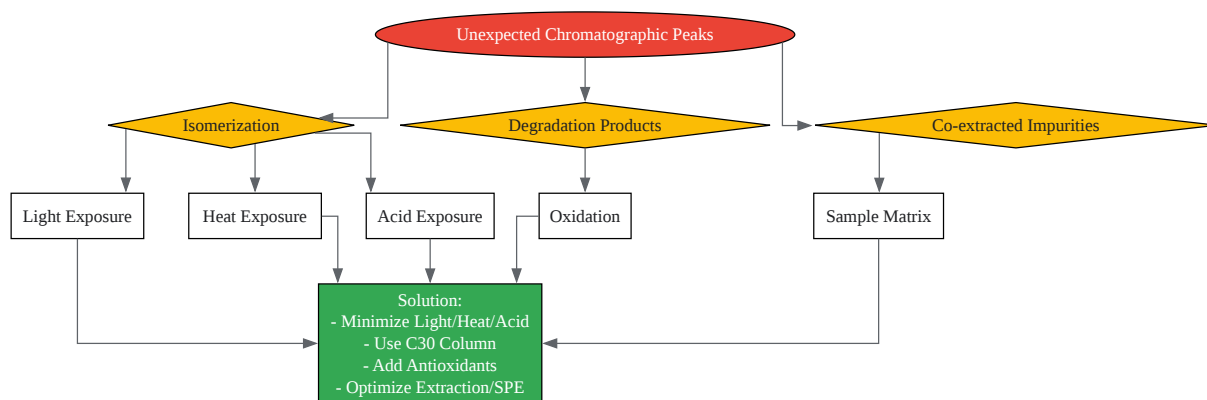 Unexpected Chromatographic Peaks
Isomerization
Degradation Products
Co-extracted Impurities
Light Exposure
Heat Exposure
Acid Exposure
Oxidation
Sample Matrix
Solution:
- Minimize Light/Heat/Acid
- Use C30 Column
- Add Antioxidants
- Optimize Extraction/SPE